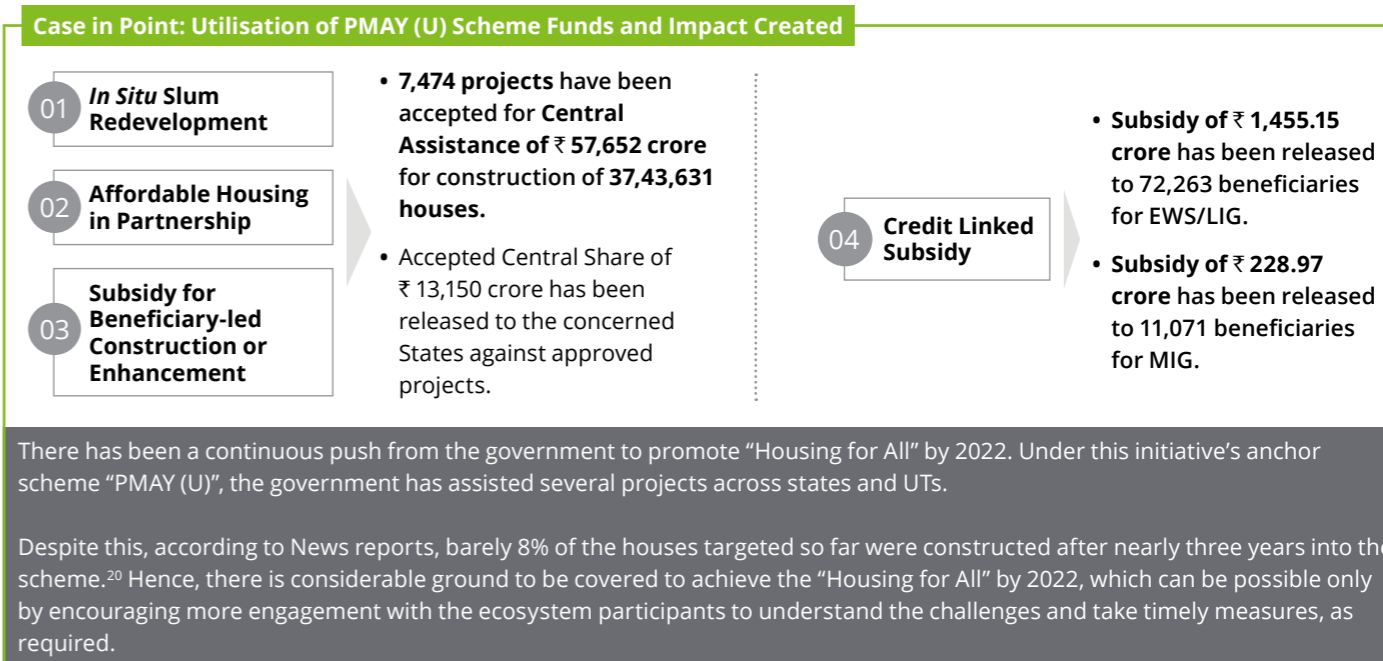 Case in Point: Utilisation of PMAY (U) Scheme Funds and Impact Created
01
In Situ Slum
Redevelopment
02
Affordable Housing
in Partnership
03
Subsidy for
Beneficiary-led
Construction or
Enhancement
• 7,474 projects have been
accepted for Central
Assistance of ₹ 57,652 crore
for construction of 37,43,631
houses.
• Accepted Central Share of
₹ 13,150 crore has been
released to the concerned
States against approved
projects.
04
Credit Linked
Subsidy
• Subsidy of ₹ 1,455.15
crore has been released
to 72,263 beneficiaries
for EWS/LIG.
• Subsidy of ₹ 228.97
crore has been released
to 11,071 beneficiaries
for MIG.
There has been a continuous push from the government to promote “Housing for All” by 2022. Under this initiative’s anchor
scheme “PMAY (U)”, the government has assisted several projects across states and UTs.
Despite this, according to News reports, barely 8% of the houses targeted so far were constructed after nearly three years into the
scheme.²⁰ Hence, there is considerable ground to be covered to achieve the “Housing for All” by 2022, which can be possible only
by encouraging more engagement with the ecosystem participants to understand the challenges and take timely measures, as
required.